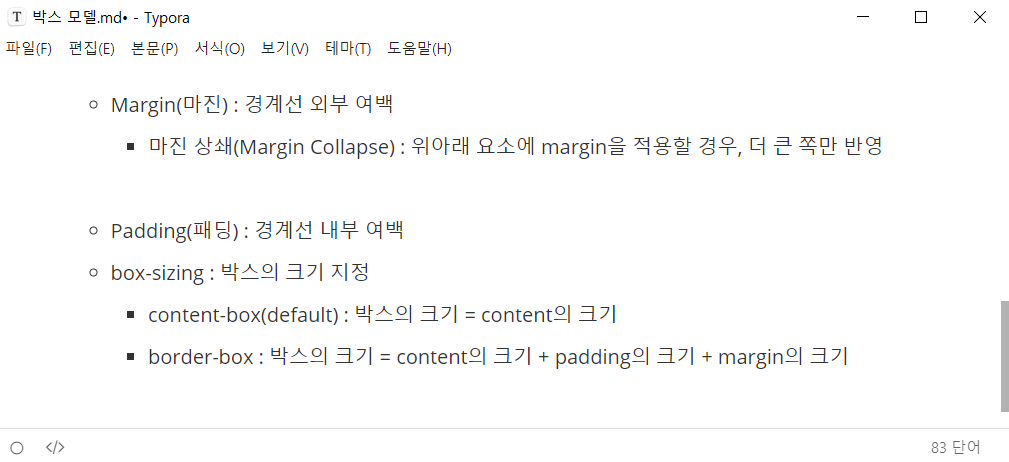 박스 모델.md• - Typora
파일(F) 편집(E) 본문(P) 서식(O) 보기(V) 테마(T) 도움말(H)
Margin(마진) : 경계선 외부 여백
마진 상쇄(Margin Collapse) : 위아래 요소에 margin을 적용할 경우, 더 큰 쪽만 반영
Padding(패딩) : 경계선 내부 여백
box-sizing : 박스의 크기 지정
content-box(default) : 박스의 크기 = content의 크기
border-box : 박스의 크기 = content의 크기 + padding의 크기 + margin의 크기
83 단어